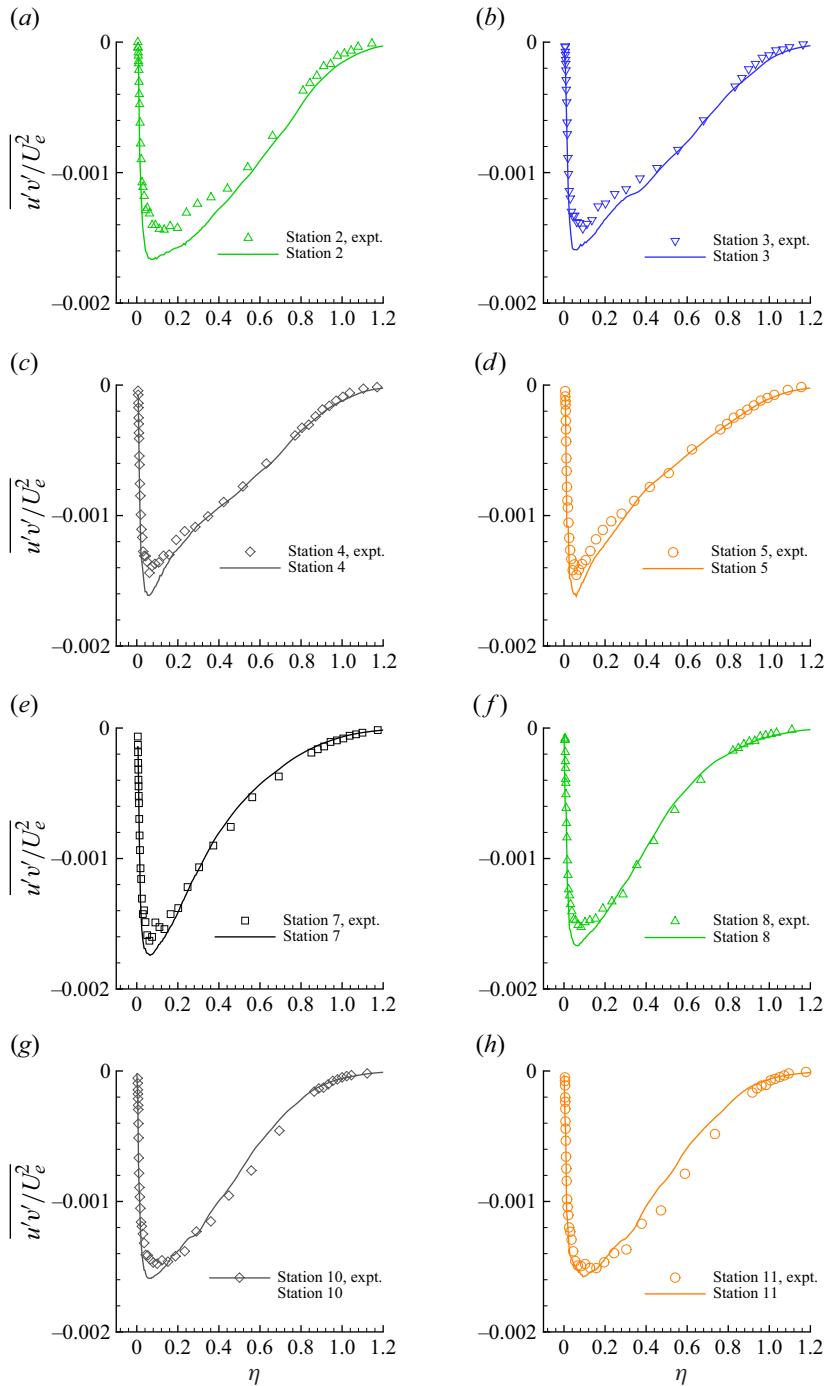 (a) (b)
0 0
−0.001 −0.001
u′v′/U_e^2
Station 2, expt. Station 3, expt.
Station 2 Station 3
−0.002 −0.002
0 0.2 0.4 0.6 0.8 1.0 1.2 0 0.2 0.4 0.6 0.8 1.0 1.2
(c) (d)
0 0
−0.001 −0.001
u′v′/U_e^2
Station 4, expt. Station 5, expt.
Station 4 Station 5
−0.002 −0.002
0 0.2 0.4 0.6 0.8 1.0 1.2 0 0.2 0.4 0.6 0.8 1.0 1.2
(e) (f)
0 0
−0.001 −0.001
u′v′/U_e^2
Station 7, expt. Station 8, expt.
Station 7 Station 8
−0.002 −0.002
0 0.2 0.4 0.6 0.8 1.0 1.2 0 0.2 0.4 0.6 0.8 1.0 1.2
(g) (h)
0 0
−0.001 −0.001
u′v′/U_e^2
Station 10, expt. Station 11, expt.
Station 10 Station 11
−0.002 −0.002
0 0.2 0.4 0.6 0.8 1.0 1.2 0 0.2 0.4 0.6 0.8 1.0 1.2
η η